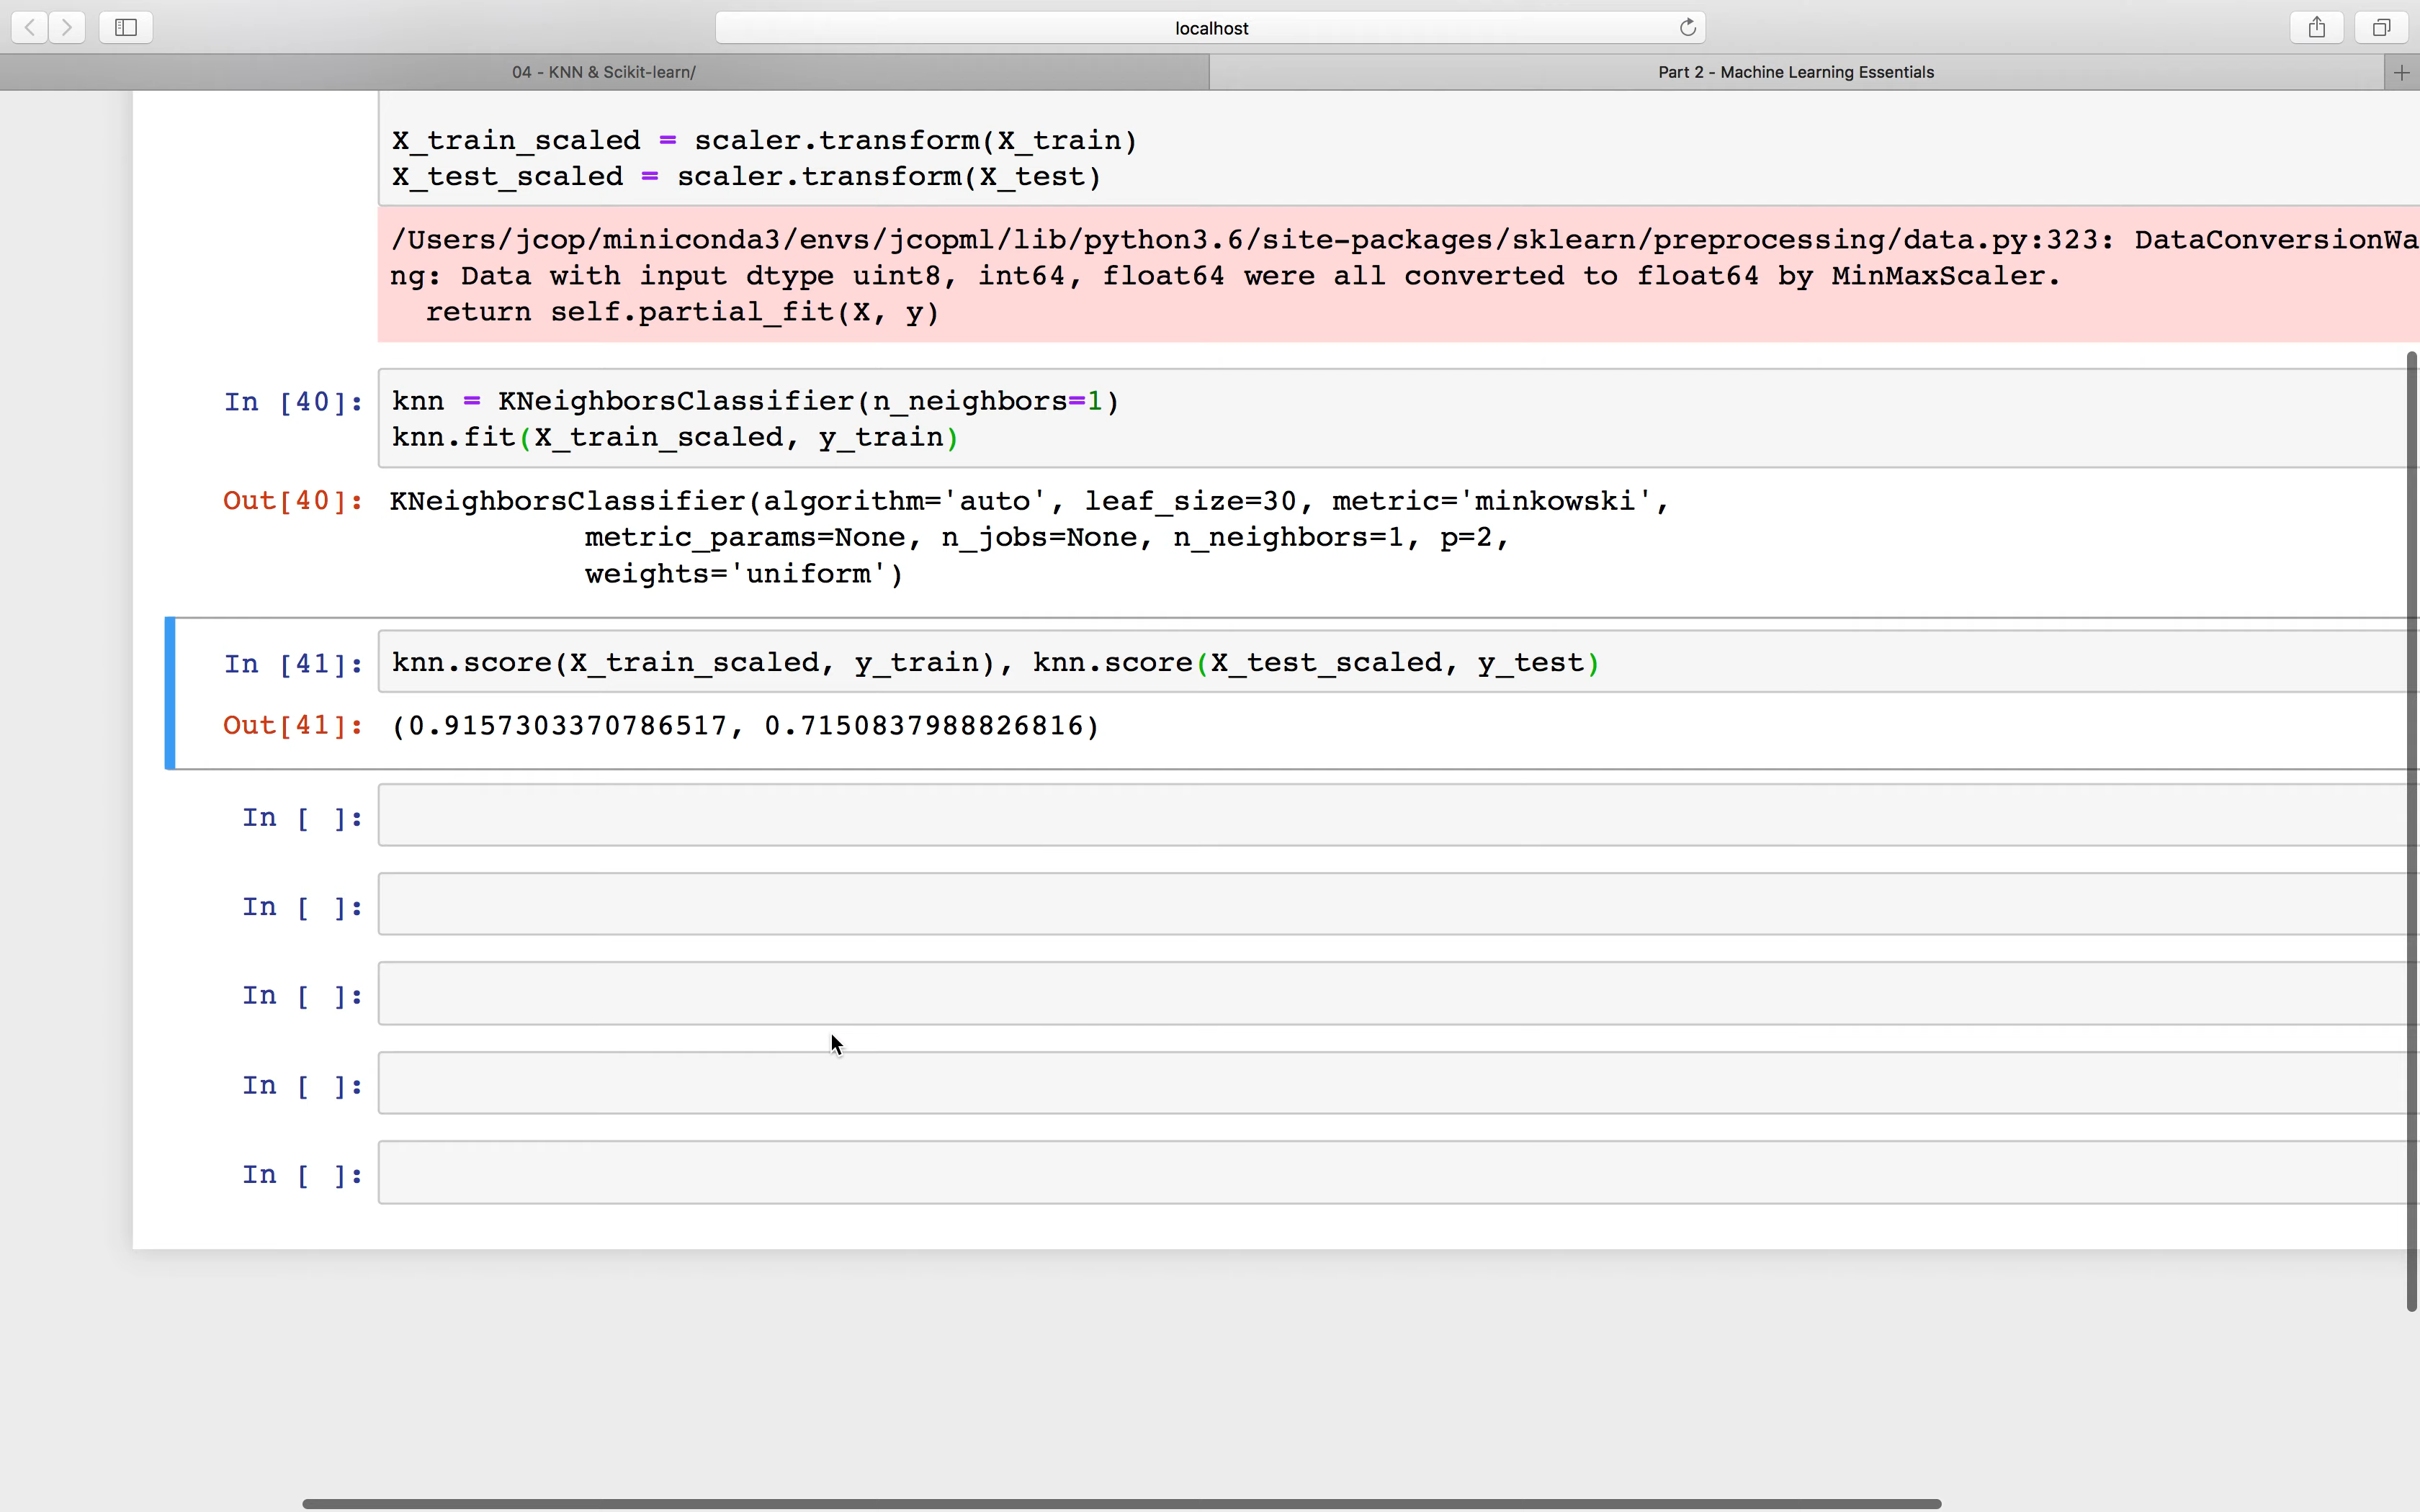 localhost
04 - KNN & Scikit-learn/
Part 2 - Machine Learning Essentials
X_train_scaled = scaler.transform(X_train)
X_test_scaled = scaler.transform(X_test)
/Users/jcop/miniconda3/envs/jcopml/lib/python3.6/site-packages/sklearn/preprocessing/data.py:323: DataConversionWa
ng: Data with input dtype uint8, int64, float64 were all converted to float64 by MinMaxScaler.
return self.partial_fit(X, y)
In [40]: knn = KNeighborsClassifier(n_neighbors=1)
knn.fit(X_train_scaled, y_train)
Out[40]: KNeighborsClassifier(algorithm='auto', leaf_size=30, metric='minkowski',
metric_params=None, n_jobs=None, n_neighbors=1, p=2,
weights='uniform')
In [41]: knn.score(X_train_scaled, y_train), knn.score(X_test_scaled, y_test)
Out[41]: (0.9157303370786517, 0.7150837988826816)
In [ ]:
In [ ]:
In [ ]:
In [ ]:
In [ ]: